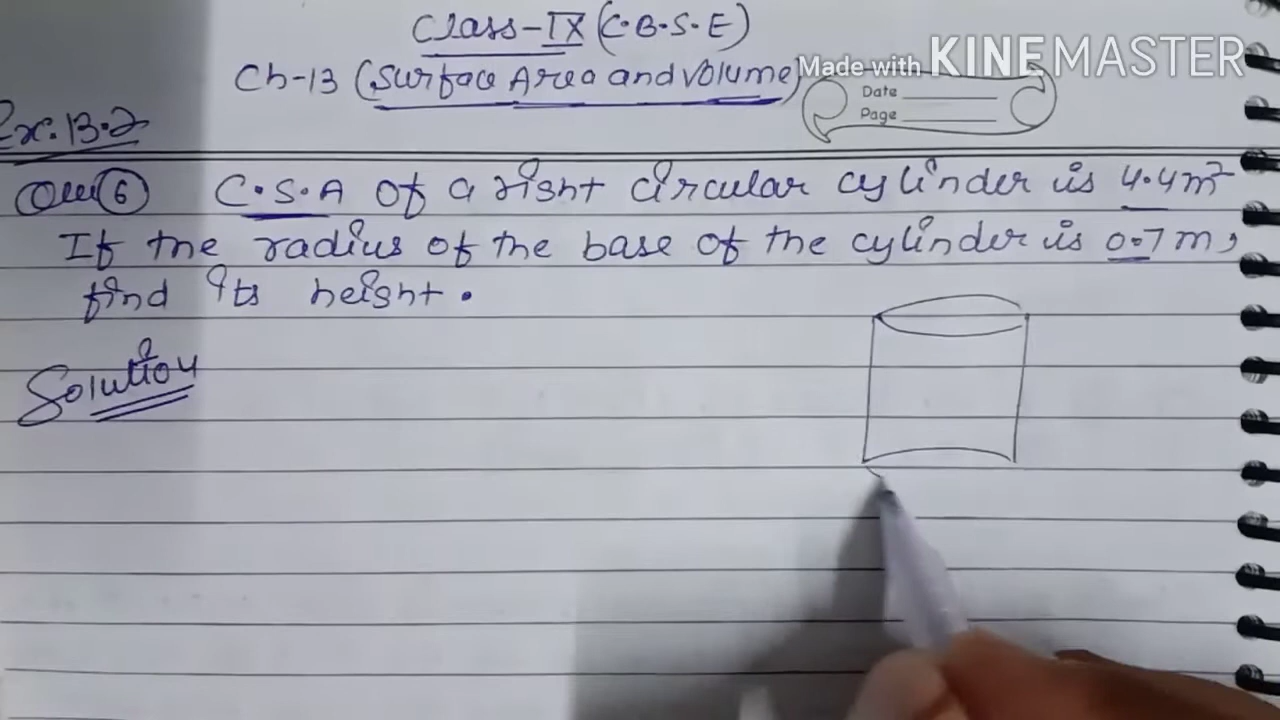 Class-IX (C.B.S.E)
Made with KINEMASTER
Ch-13 (Surface Area and Volume)
Date
Page
Ex. 13.2
Que 6 C.S.A of a right circular cylinder is 4.4m²
If the radius of the base of the cylinder is 0.7m,
find its height.
Solution